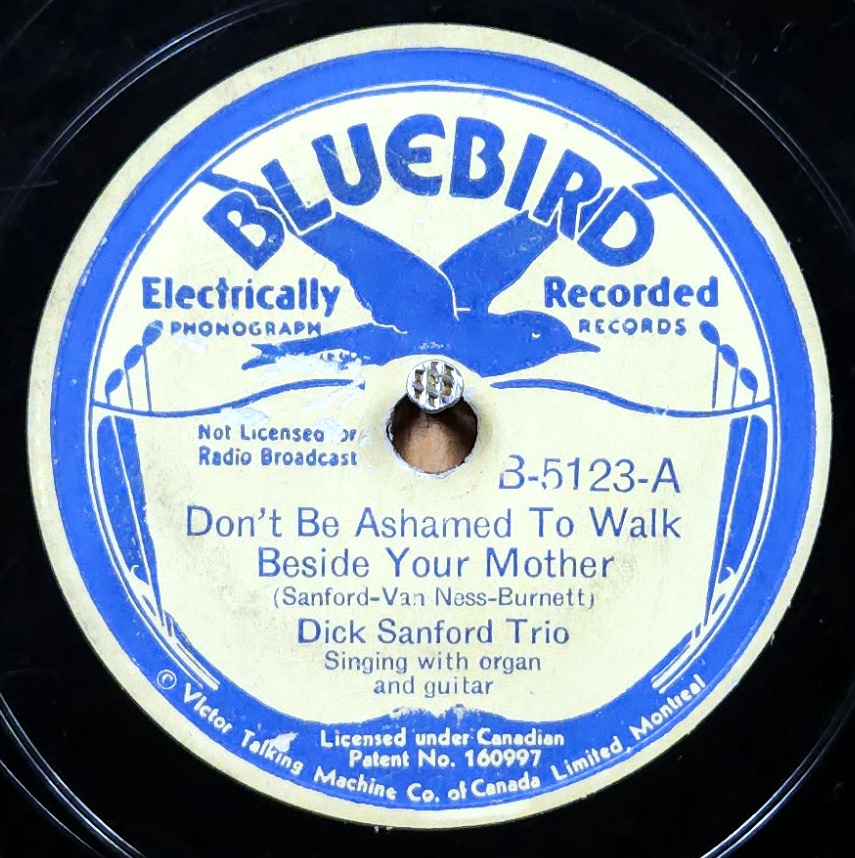 BLUEBIRD
Electrically Recorded
PHONOGRAPH RECORDS
Not Licensed or
Radio Broadcast
B-5123-A
Don't Be Ashamed To Walk
Beside Your Mother
(Sanford-Van Ness-Burnett)
Dick Sanford Trio
Singing with organ
and guitar
Licensed under Canadian
Patent No. 160997
© Victor Talking Machine Co. of Canada Limited, Montreal